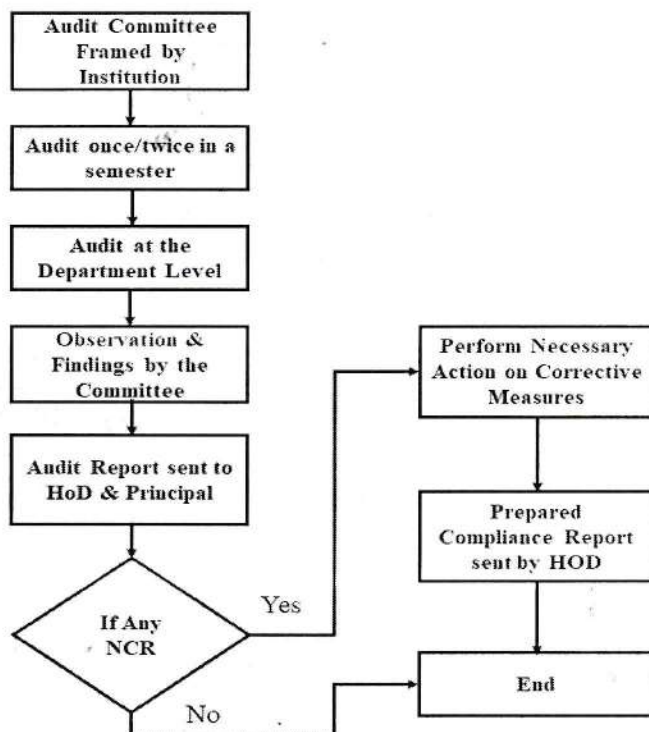 Audit Committee
Framed by
Institution
Audit once/twice in a
semester
Audit at the
Department Level
Observation &
Findings by the
Committee
Audit Report sent to
HoD & Principal
If Any
NCR
Yes
No
Perform Necessary
Action on Corrective
Measures
Prepared
Compliance Report
sent by HOD
End